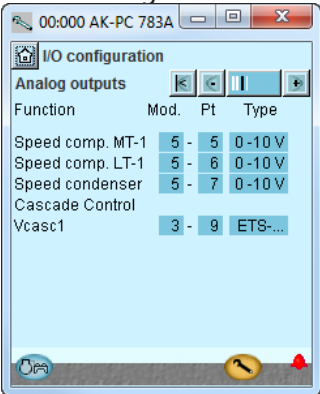 00:000 AK-PC 783A
I/O configuration
Analog outputs
Function Mod. Pt Type
Speed comp. MT-1 5 - 5 0 -10 V
Speed comp. LT-1 5 - 6 0 -10 V
Speed condenser 5 - 7 0 -10 V
Cascade Control
Vcasc1 3 - 9 ETS-...